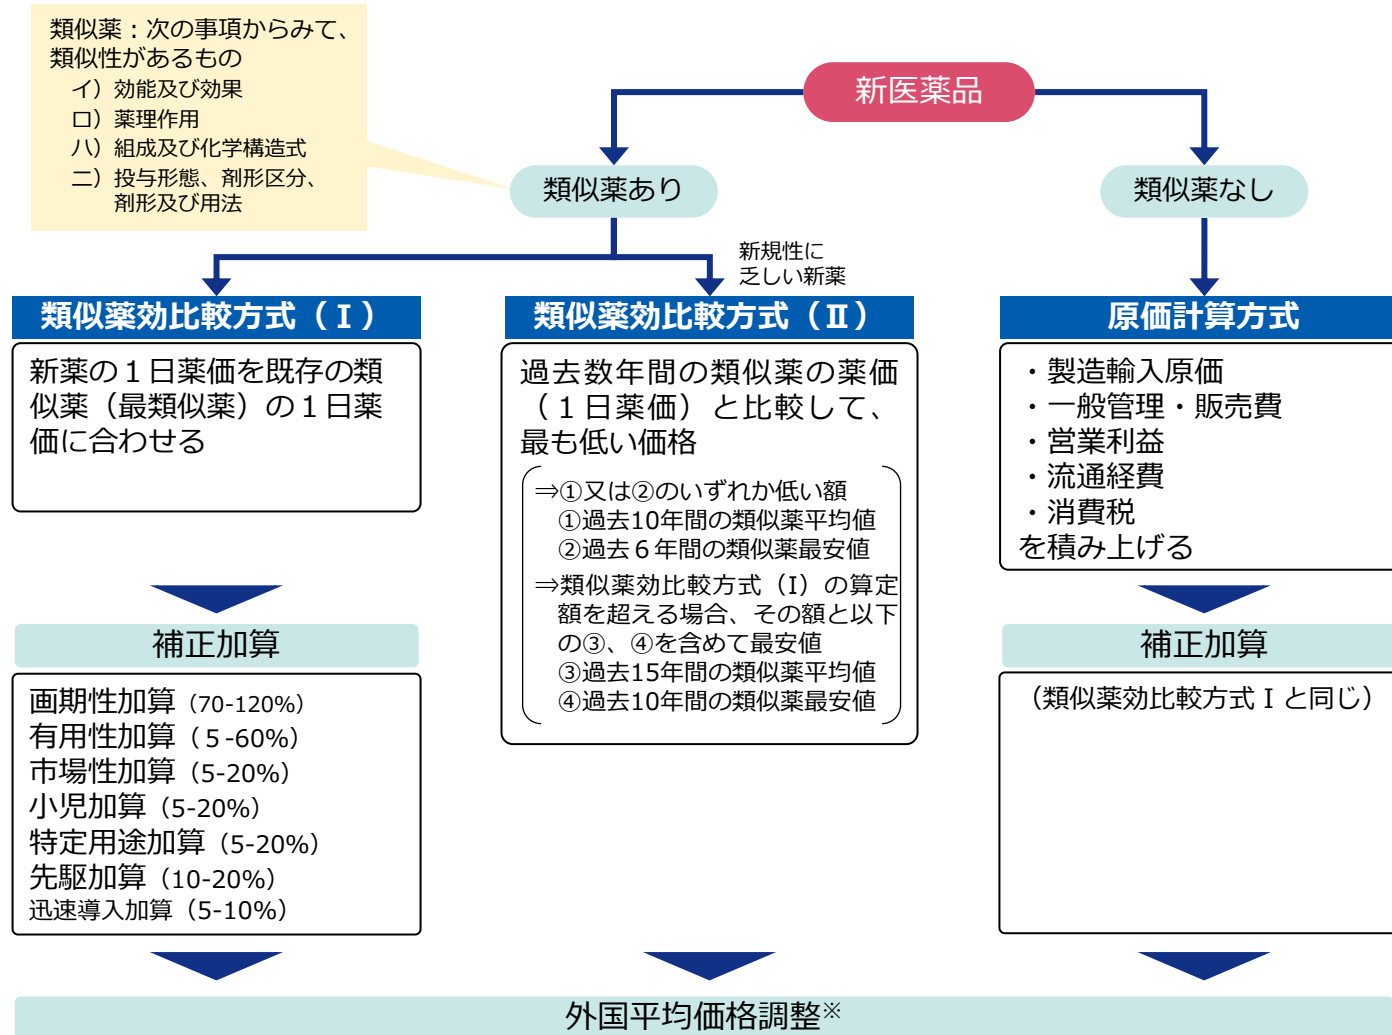 類似薬：次の事項からみて、
類似性があるもの
イ）効能及び効果
ロ）薬理作用
ハ）組成及び化学構造式
ニ）投与形態、剤形区分、
剤形及び用法
新医薬品
類似薬あり
類似薬なし
新規性に
乏しい新薬
類似薬効比較方式（Ⅰ）
新薬の１日薬価を既存の類
似薬（最類似薬）の１日薬
価に合わせる
補正加算
画期性加算（70-120%）
有用性加算（５-60%）
市場性加算（5-20%）
小児加算（5-20%）
特定用途加算（5-20%）
先駆加算（10-20%）
迅速導入加算（5-10%）
類似薬効比較方式（Ⅱ）
過去数年間の類似薬の薬価
（１日薬価）と比較して、
最も低い価格
⇒①又は②のいずれか低い額
①過去10年間の類似薬平均値
②過去６年間の類似薬最安値
⇒類似薬効比較方式（I）の算定
額を超える場合、その額と以下
の③、④を含めて最安値
③過去15年間の類似薬平均値
④過去10年間の類似薬最安値
原価計算方式
・製造輸入原価
・一般管理・販売費
・営業利益
・流通経費
・消費税
を積み上げる
補正加算
（類似薬効比較方式Ⅰと同じ）
外国平均価格調整※